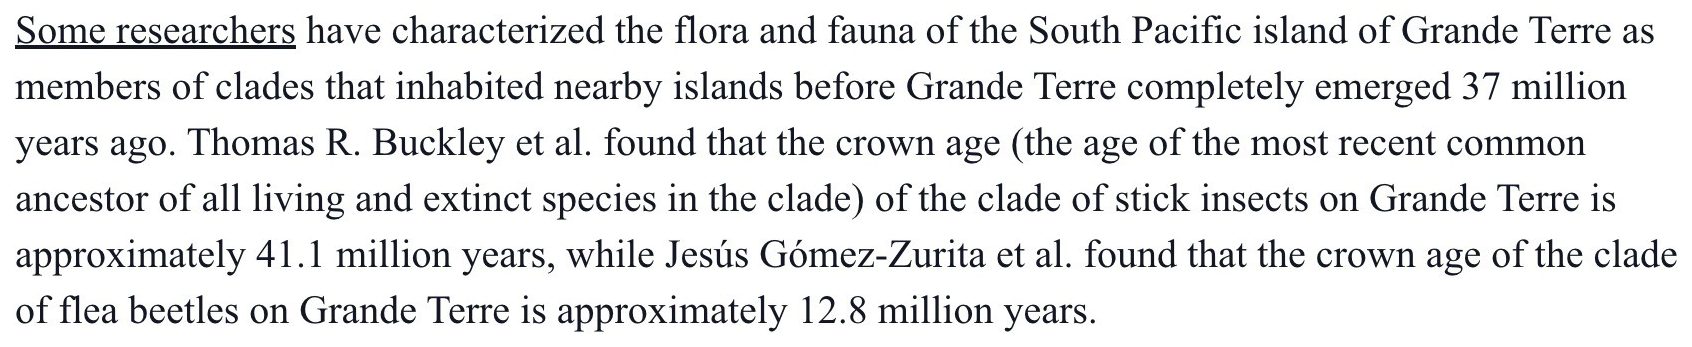 Some researchers have characterized the flora and fauna of the South Pacific island of Grande Terre as
members of clades that inhabited nearby islands before Grande Terre completely emerged 37 million
years ago. Thomas R. Buckley et al. found that the crown age (the age of the most recent common
ancestor of all living and extinct species in the clade) of the clade of stick insects on Grande Terre is
approximately 41.1 million years, while Jesús Gómez-Zurita et al. found that the crown age of the clade
of flea beetles on Grande Terre is approximately 12.8 million years.